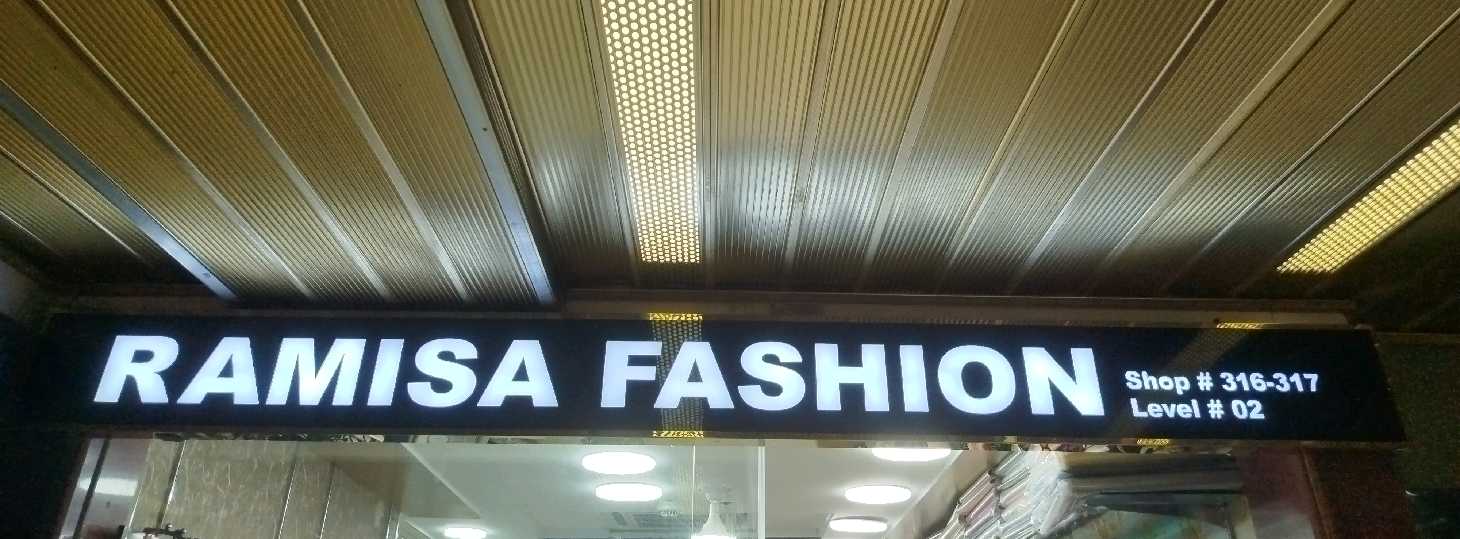 RAMISA FASHION
Shop # 316-317
Level # 02